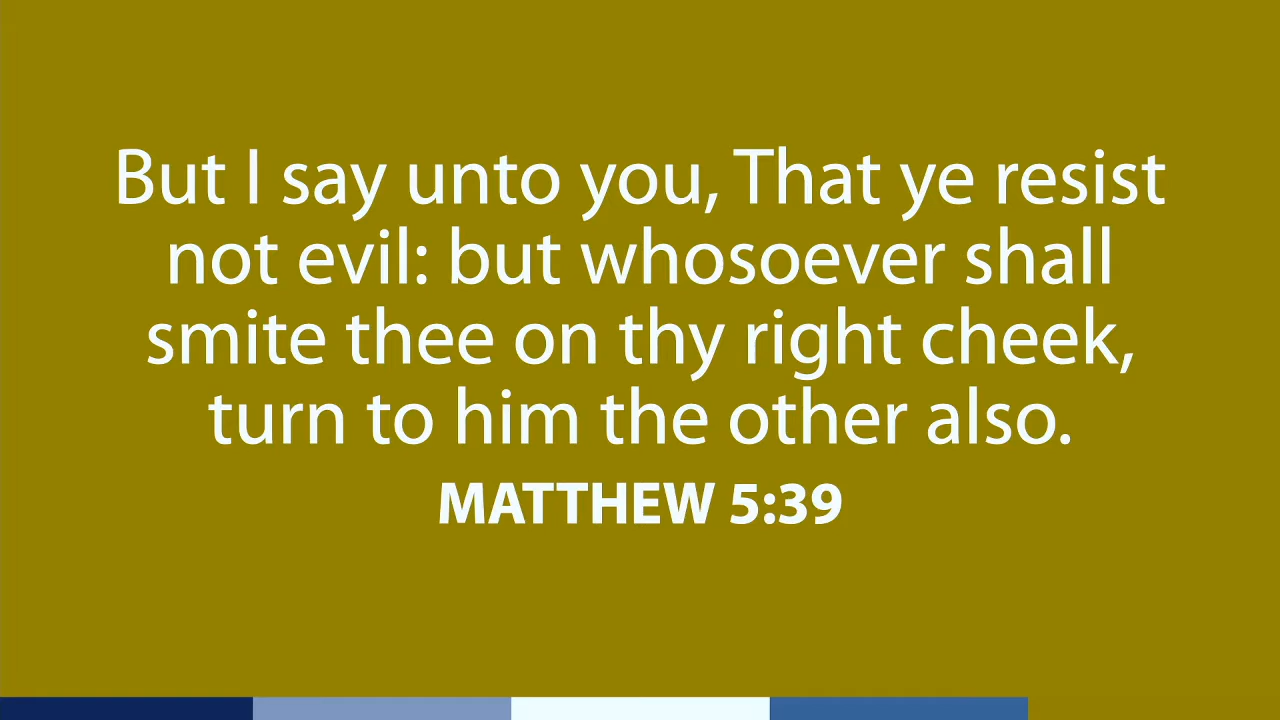 But I say unto you, That ye resist
not evil: but whosoever shall
smite thee on thy right cheek,
turn to him the other also.
MATTHEW 5:39